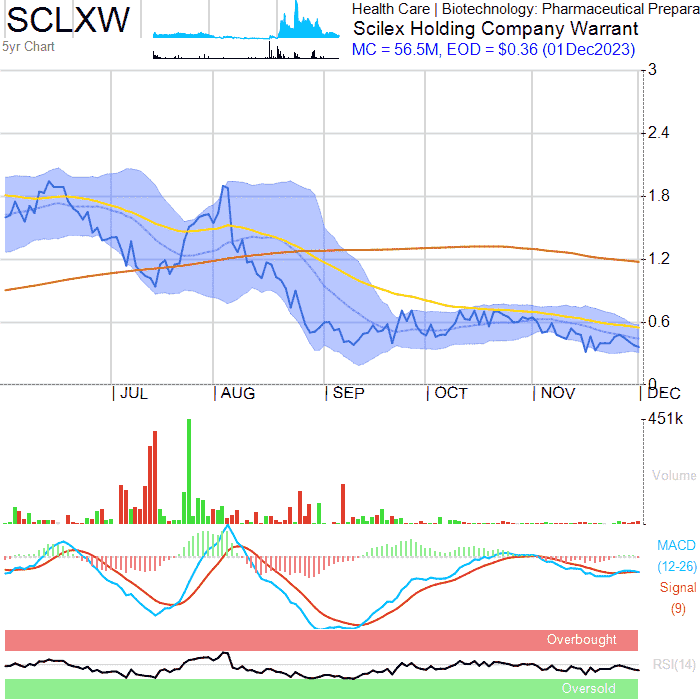 SCLXW
5yr Chart
Health Care | Biotechnology: Pharmaceutical Prepara
Scilex Holding Company Warrant
MC = 56.5M, EOD = $0.36 (01Dec2023)
3
2.4
1.8
1.2
0.6
0
JUL AUG SEP OCT NOV DEC
451k
Volume
MACD
(12-26)
Signal
(9)
Overbought
RSI(14)
Oversold